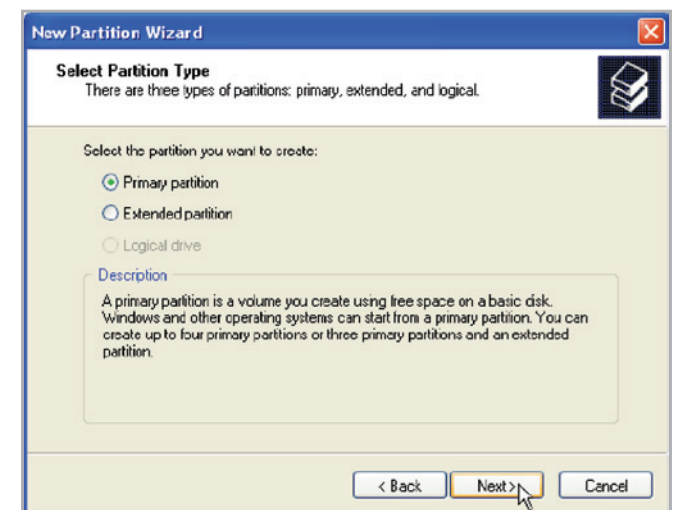 New Partition Wizard
Select Partition Type
There are three types of partitions: primary, extended, and logical.
Select the partition you want to create:
Primary partition
Extended partition
Logical drive
Description
A primary partition is a volume you create using free space on a basic disk.
Windows and other operating systems can start from a primary partition. You can
create up to four primary partitions or three primary partitions and an extended
partition.
< Back
Next >
Cancel